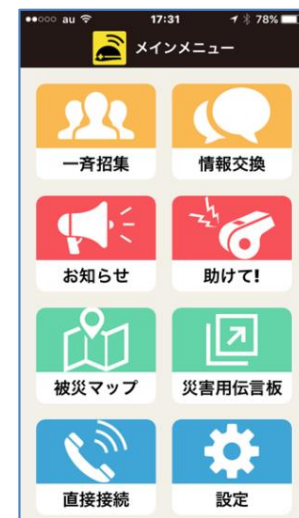 ●●○○○ au 17:31 78%
メインメニュー
一斉招集 情報交換
お知らせ 助けて!
被災マップ 災害用伝言板
直接接続 設定